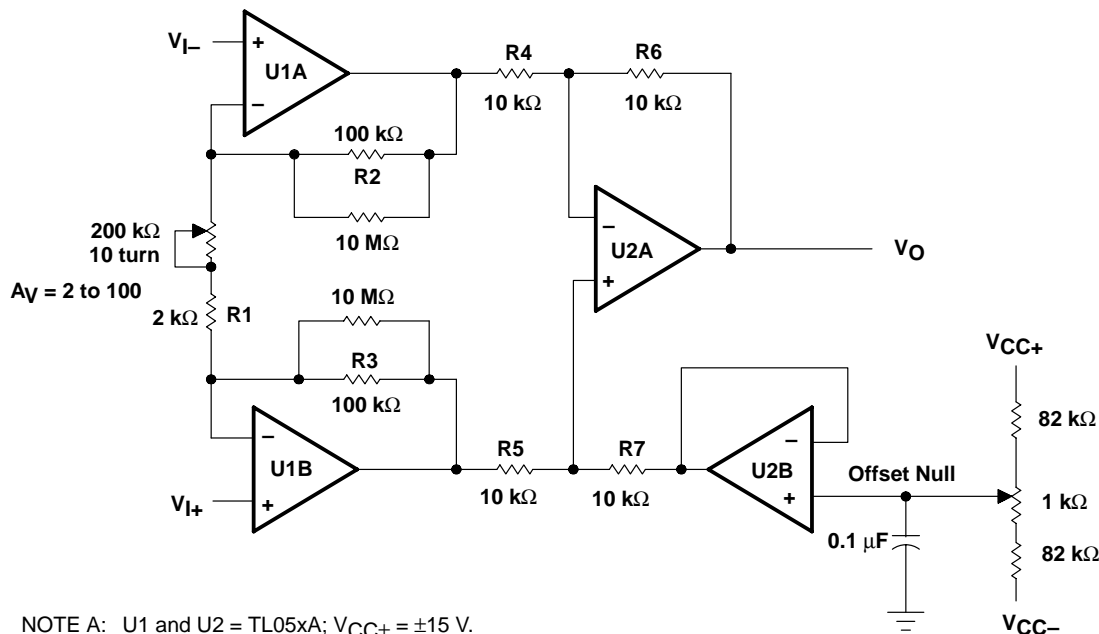 VI–
+
U1A
–
R4
10 kΩ
R6
10 kΩ
100 kΩ
R2
10 MΩ
200 kΩ
10 turn
AV = 2 to 100
2 kΩ
R1
–
U2A
+
VO
10 MΩ
R3
100 kΩ
–
U1B
+
VI+
R5
10 kΩ
R7
10 kΩ
–
U2B
+
Offset Null
0.1 μF
VCC+
82 kΩ
1 kΩ
82 kΩ
VCC–
NOTE A: U1 and U2 = TL05xA; VCC± = ±15 V.